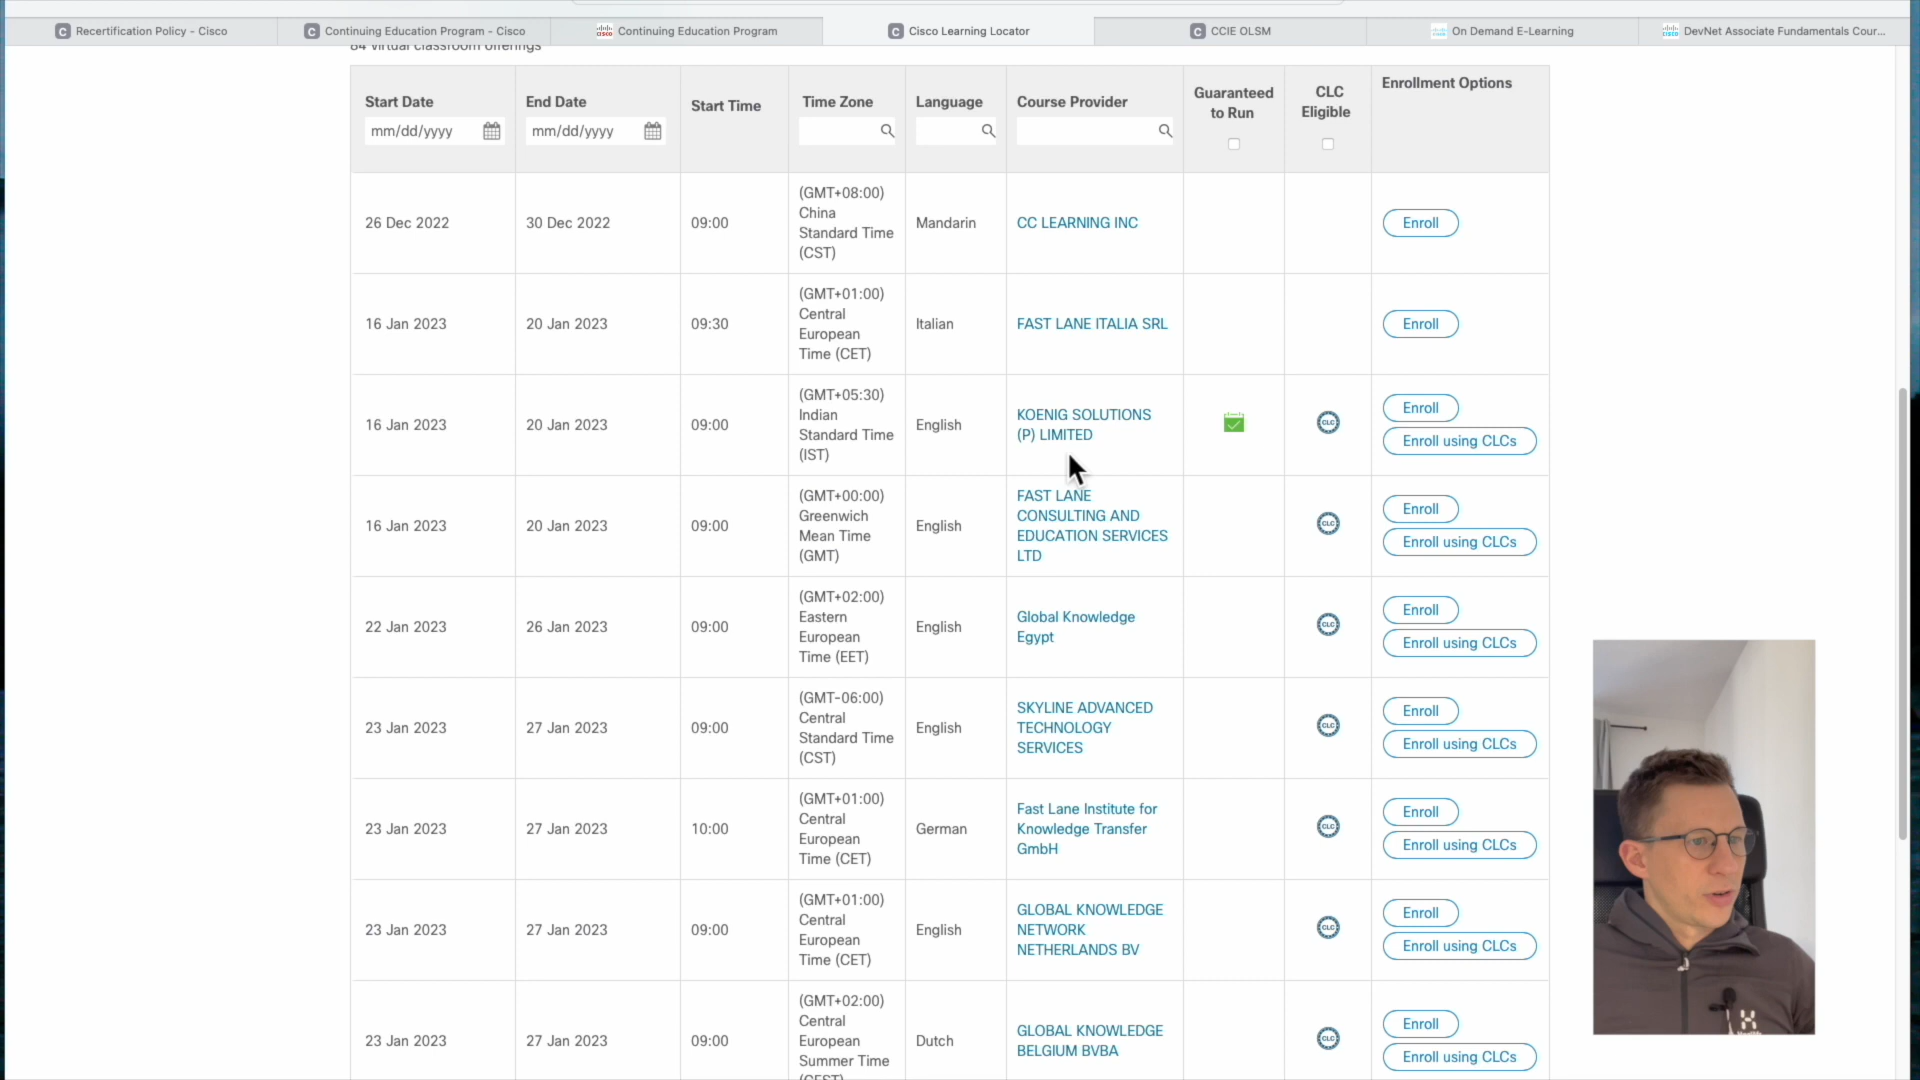 Recertification Policy - Cisco
Continuing Education Program - Cisco
Continuing Education Program
Cisco Learning Locator
CCIE OLSM
On Demand E-Learning
DevNet Associate Fundamentals Cour...
84 virtual classroom offerings
Start Date
End Date
Start Time
Time Zone
Language
Course Provider
Guaranteed
to Run
CLC
Eligible
Enrollment Options
mm/dd/yyyy
mm/dd/yyyy
26 Dec 2022
30 Dec 2022
09:00
(GMT+08:00)
China
Standard Time
(CST)
Mandarin
CC LEARNING INC
Enroll
16 Jan 2023
20 Jan 2023
09:30
(GMT+01:00)
Central
European
Time (CET)
Italian
FAST LANE ITALIA SRL
Enroll
16 Jan 2023
20 Jan 2023
09:00
(GMT+05:30)
Indian
Standard Time
(IST)
English
KOENIG SOLUTIONS
(P) LIMITED
CLC
Enroll
Enroll using CLCs
16 Jan 2023
20 Jan 2023
09:00
(GMT+00:00)
Greenwich
Mean Time
(GMT)
English
FAST LANE
CONSULTING AND
EDUCATION SERVICES
LTD
CLC
Enroll
Enroll using CLCs
22 Jan 2023
26 Jan 2023
09:00
(GMT+02:00)
Eastern
European
Time (EET)
English
Global Knowledge
Egypt
CLC
Enroll
Enroll using CLCs
23 Jan 2023
27 Jan 2023
09:00
(GMT-06:00)
Central
Standard Time
(CST)
English
SKYLINE ADVANCED
TECHNOLOGY
SERVICES
CLC
Enroll
Enroll using CLCs
23 Jan 2023
27 Jan 2023
10:00
(GMT+01:00)
Central
European
Time (CET)
German
Fast Lane Institute for
Knowledge Transfer
GmbH
CLC
Enroll
Enroll using CLCs
23 Jan 2023
27 Jan 2023
09:00
(GMT+01:00)
Central
European
Time (CET)
English
GLOBAL KNOWLEDGE
NETWORK
NETHERLANDS BV
CLC
Enroll
Enroll using CLCs
23 Jan 2023
27 Jan 2023
09:00
(GMT+02:00)
Central
European
Summer Time
(CEST)
Dutch
GLOBAL KNOWLEDGE
BELGIUM BVBA
CLC
Enroll
Enroll using CLCs